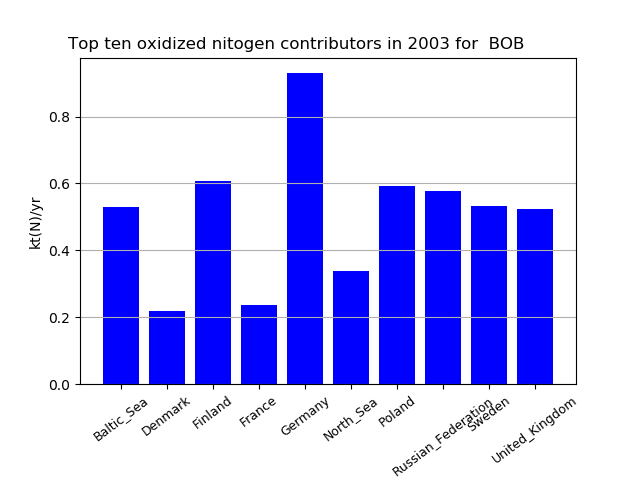 Top ten oxidized nitogen contributors in 2003 for  BOB
kt(N)/yr
0.8
0.6
0.4
0.2
0.0
Baltic_Sea
Denmark
Finland
France
Germany
North_Sea
Poland
Russian_Federation
Sweden
United_Kingdom